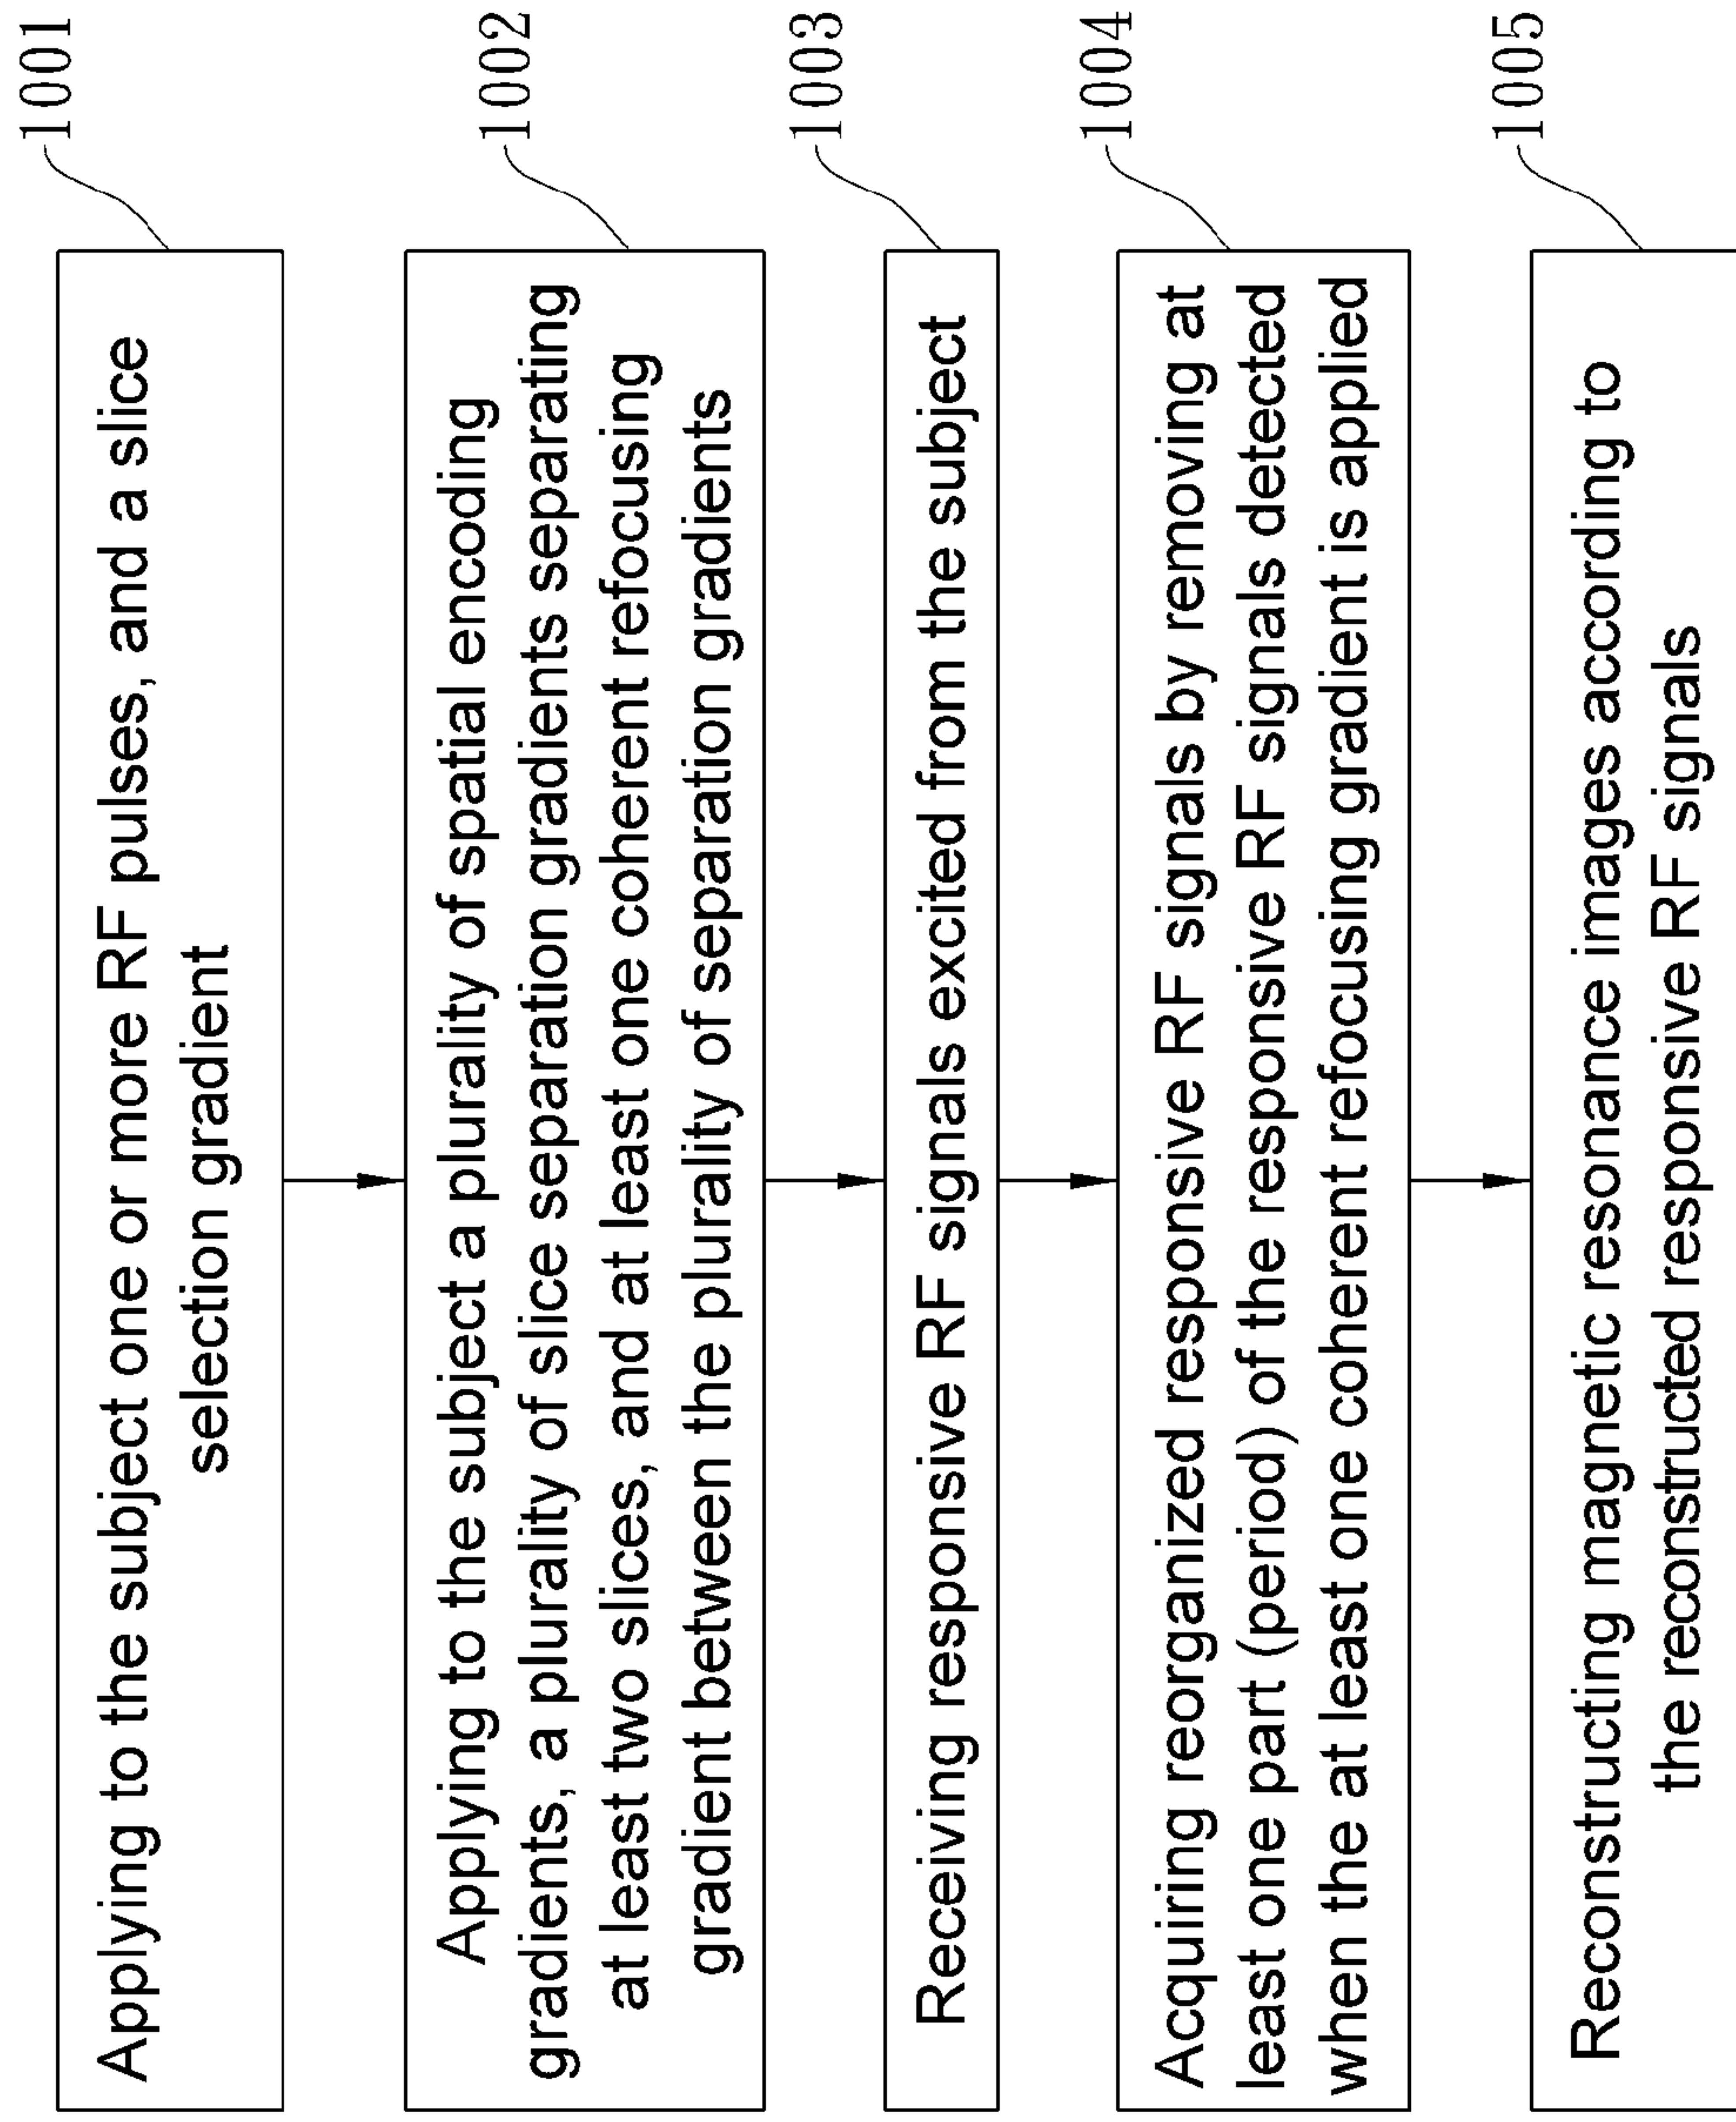 1001
Applying to the subject one or more RF pulses, and a slice
selection gradient
1002
Applying to the subject a plurality of spatial encoding
gradients, a plurality of slice separation gradients separating
at least two slices, and at least one coherent refocusing
gradient between the plurality of separation gradients
1003
Receiving responsive RF signals excited from the subject
1004
Acquiring reorganized responsive RF signals by removing at
least one part (period) of the responsive RF signals detected
when the at least one coherent refocusing gradient is applied
1005
Reconstructing magnetic resonance images according to
the reconstructed responsive RF signals